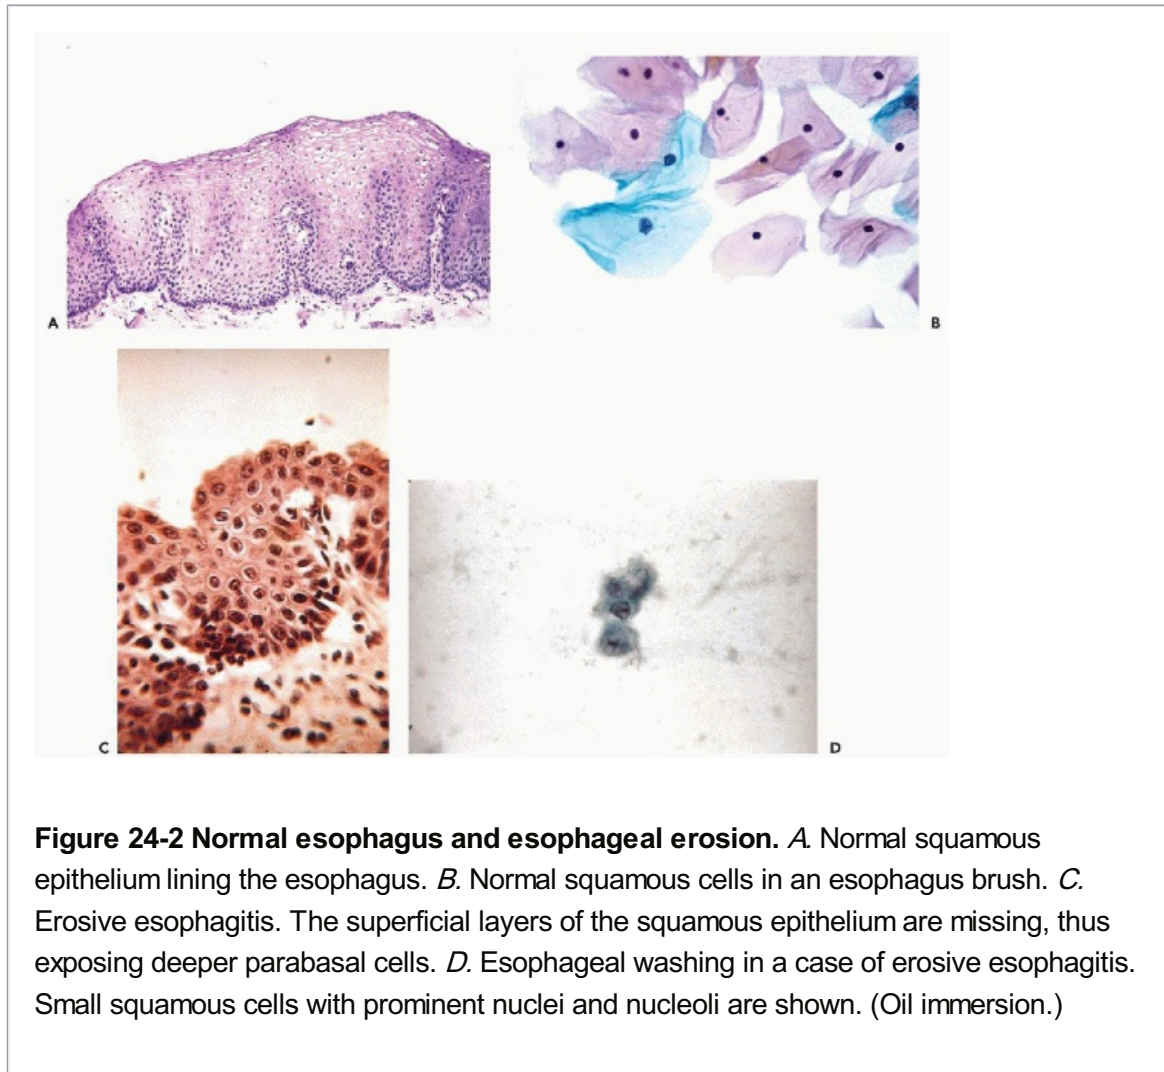 A
B
C
D
Figure 24-2 Normal esophagus and esophageal erosion. A. Normal squamous
epithelium lining the esophagus. B. Normal squamous cells in an esophagus brush. C.
Erosive esophagitis. The superficial layers of the squamous epithelium are missing, thus
exposing deeper parabasal cells. D. Esophageal washing in a case of erosive esophagitis.
Small squamous cells with prominent nuclei and nucleoli are shown. (Oil immersion.)